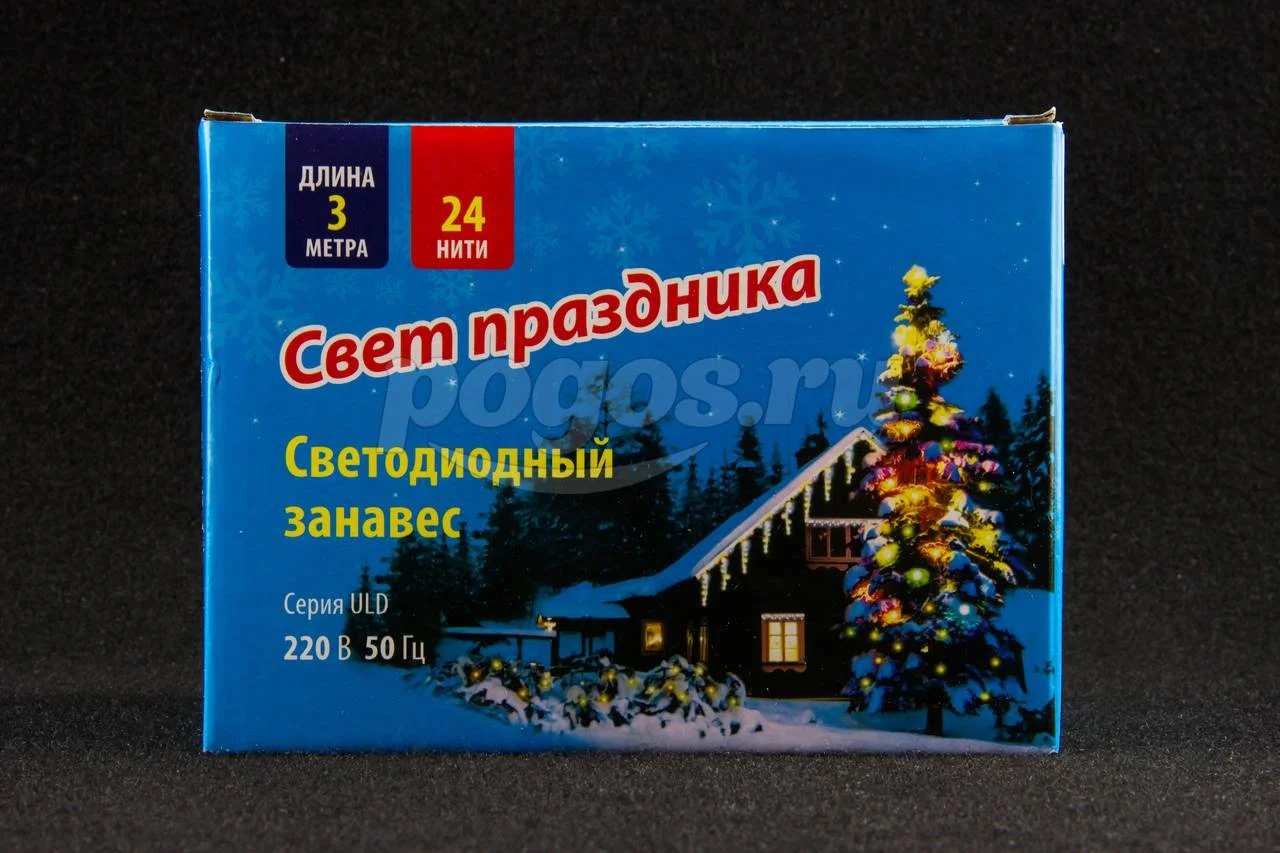 ДЛИНА
3
МЕТРА
24
НИТИ
Свет праздника
pogos.ru
Светодиодный
занавес
Серия ULD
220 В 50 Гц